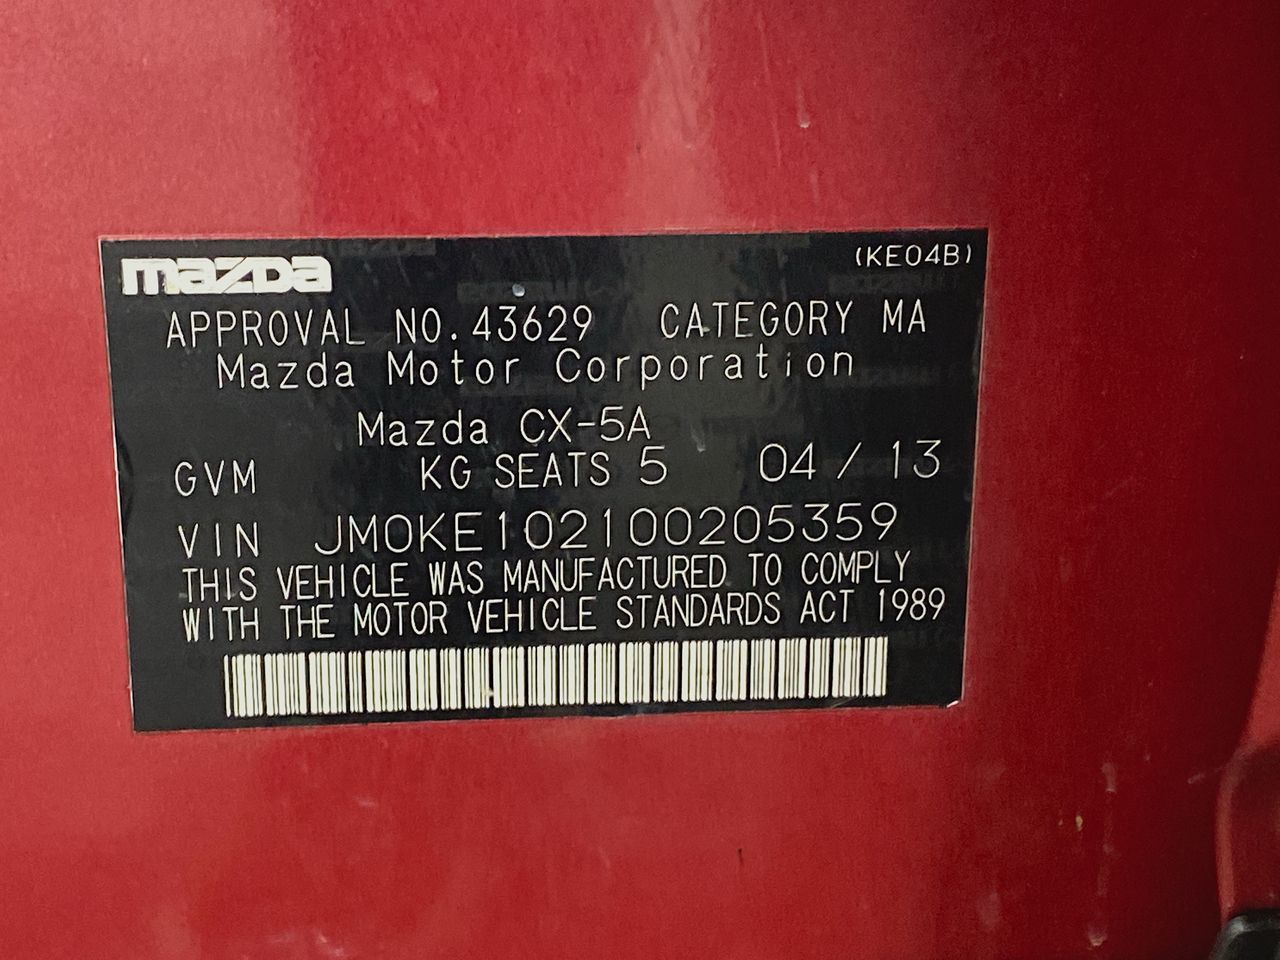 mazda (KE04B)
APPROVAL NO. 43629 CATEGORY MA
Mazda Motor Corporation
Mazda CX-5A
GVM KG SEATS 5 04 / 13
VIN JM0KE102100205359
THIS VEHICLE WAS MANUFACTURED TO COMPLY
WITH THE MOTOR VEHICLE STANDARDS ACT 1989